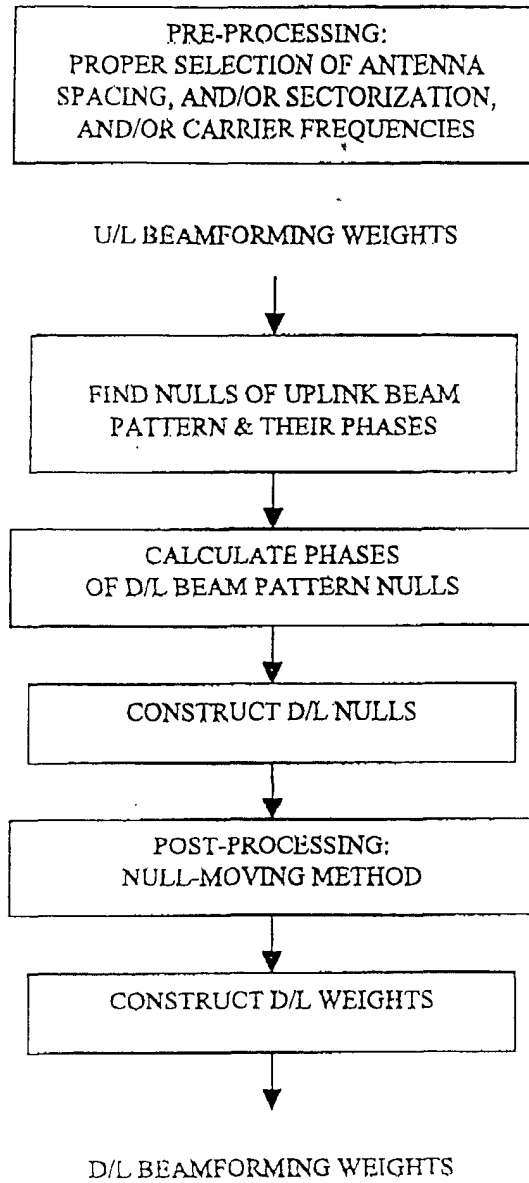 PRE-PROCESSING:
PROPER SELECTION OF ANTENNA
SPACING, AND/OR SECTORIZATION,
AND/OR CARRIER FREQUENCIES
U/L BEAMFORMING WEIGHTS
FIND NULLS OF UPLINK BEAM
PATTERN & THEIR PHASES
CALCULATE PHASES
OF D/L BEAM PATTERN NULLS
CONSTRUCT D/L NULLS
POST-PROCESSING:
NULL-MOVING METHOD
CONSTRUCT D/L WEIGHTS
D/L BEAMFORMING WEIGHTS